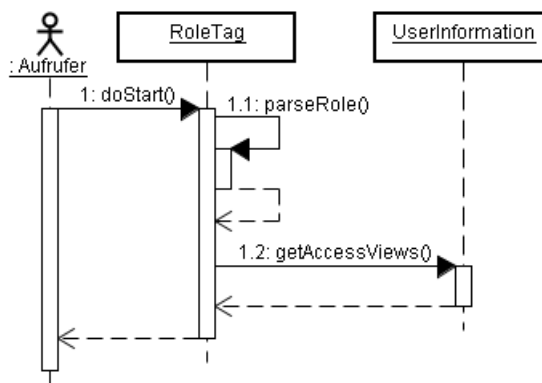 RoleTag
UserInformation
: Aufrufer
1: doStart()
1.1: parseRole()
1.2: getAccessViews()